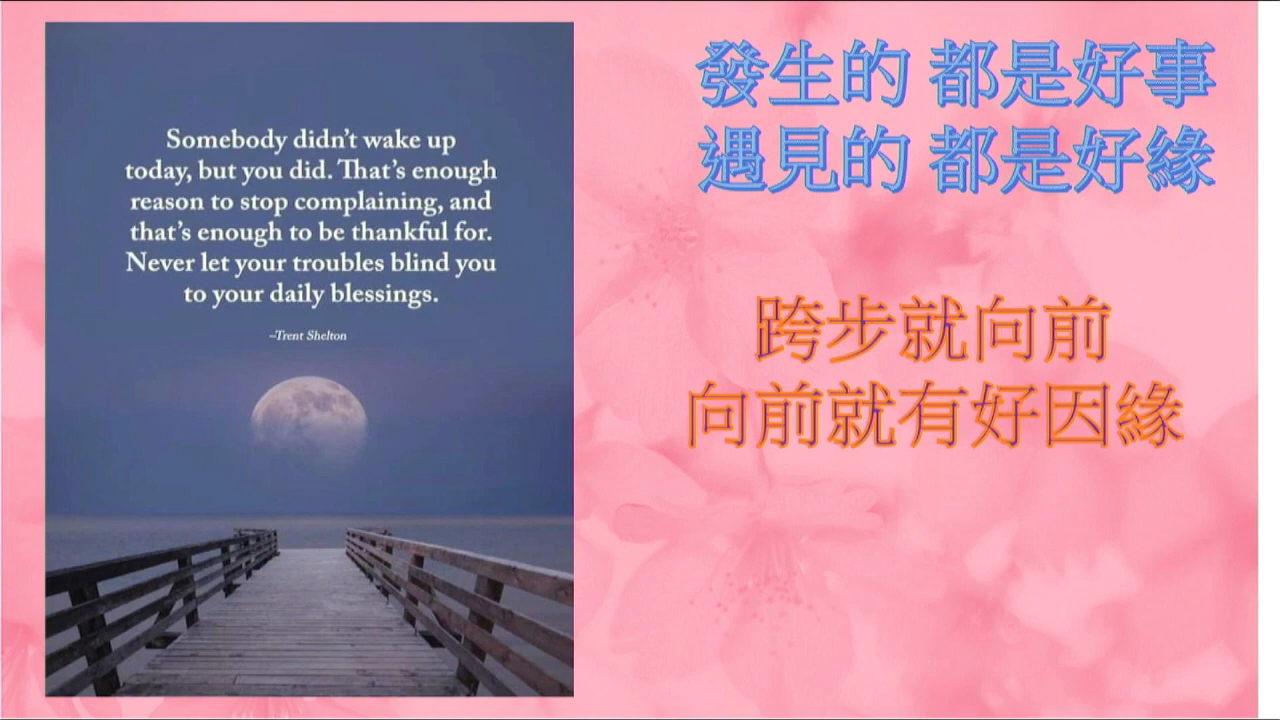 Somebody didn’t wake up
today, but you did. That’s enough
reason to stop complaining, and
that’s enough to be thankful for.
Never let your troubles blind you
to your daily blessings.
–Trent Shelton
發生的 都是好事
遇見的 都是好緣
跨步就向前
向前就有好因緣